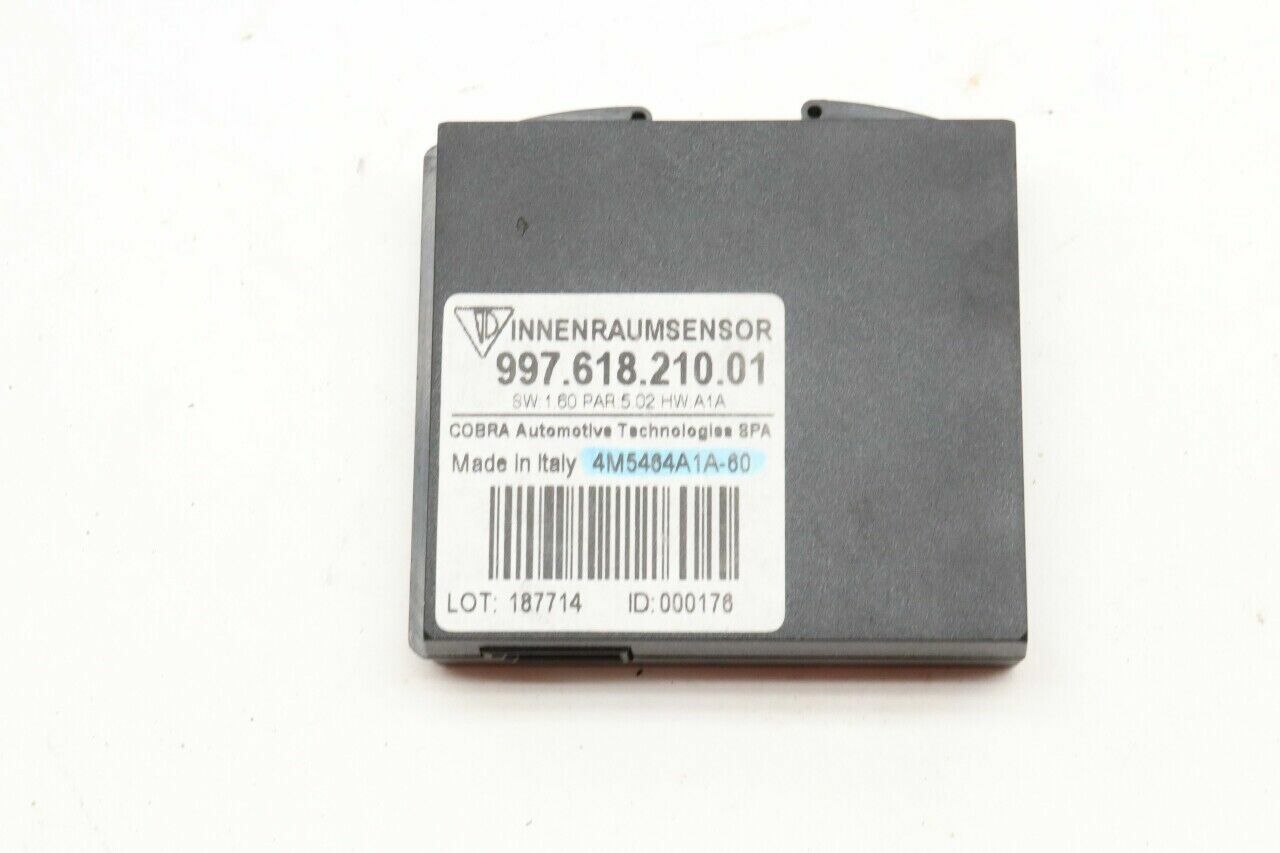 INNENRAUMSENSOR
997.618.210.01
SW 1.60 PAR.5.02 HW A1A
COBRA Automotive Technologies SPA
Made in Italy 4M5464A1A-60
LOT: 187714 ID: 000176